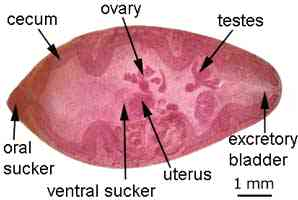 ovary
cecum
testes
oral
sucker
ventral sucker
uterus
excretory
bladder
1 mm